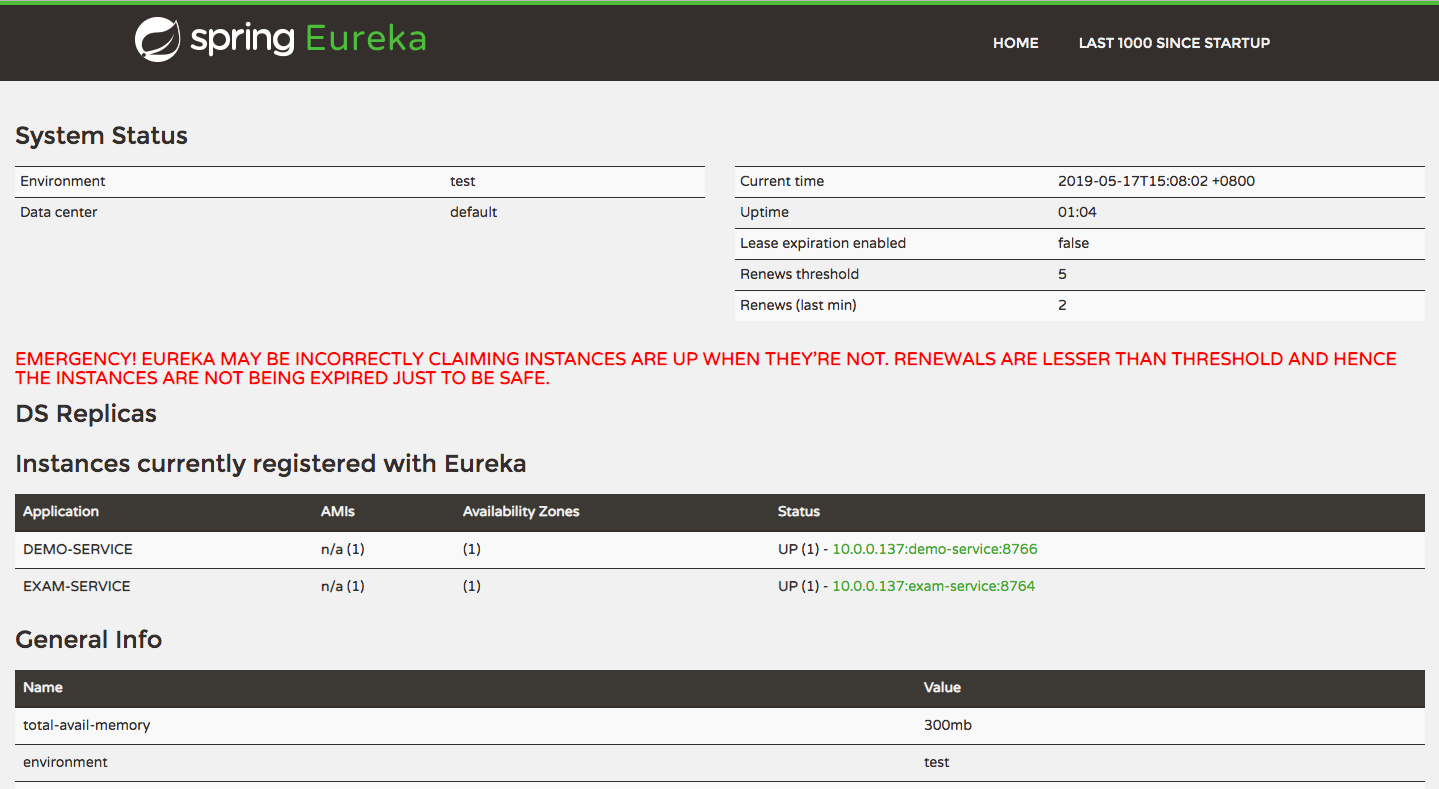 spring Eureka
HOME LAST 1000 SINCE STARTUP
System Status
Environment test
Data center default
Current time 2019-05-17T15:08:02 +0800
Uptime 01:04
Lease expiration enabled false
Renews threshold 5
Renews (last min) 2
EMERGENCY! EUREKA MAY BE INCORRECTLY CLAIMING INSTANCES ARE UP WHEN THEY'RE NOT. RENEWALS ARE LESSER THAN THRESHOLD AND HENCE
THE INSTANCES ARE NOT BEING EXPIRED JUST TO BE SAFE.
DS Replicas
Instances currently registered with Eureka
Application AMIs Availability Zones Status
DEMO-SERVICE n/a (1) (1) UP (1) - 10.0.0.137:demo-service:8766
EXAM-SERVICE n/a (1) (1) UP (1) - 10.0.0.137:exam-service:8764
General Info
Name Value
total-avail-memory 300mb
environment test